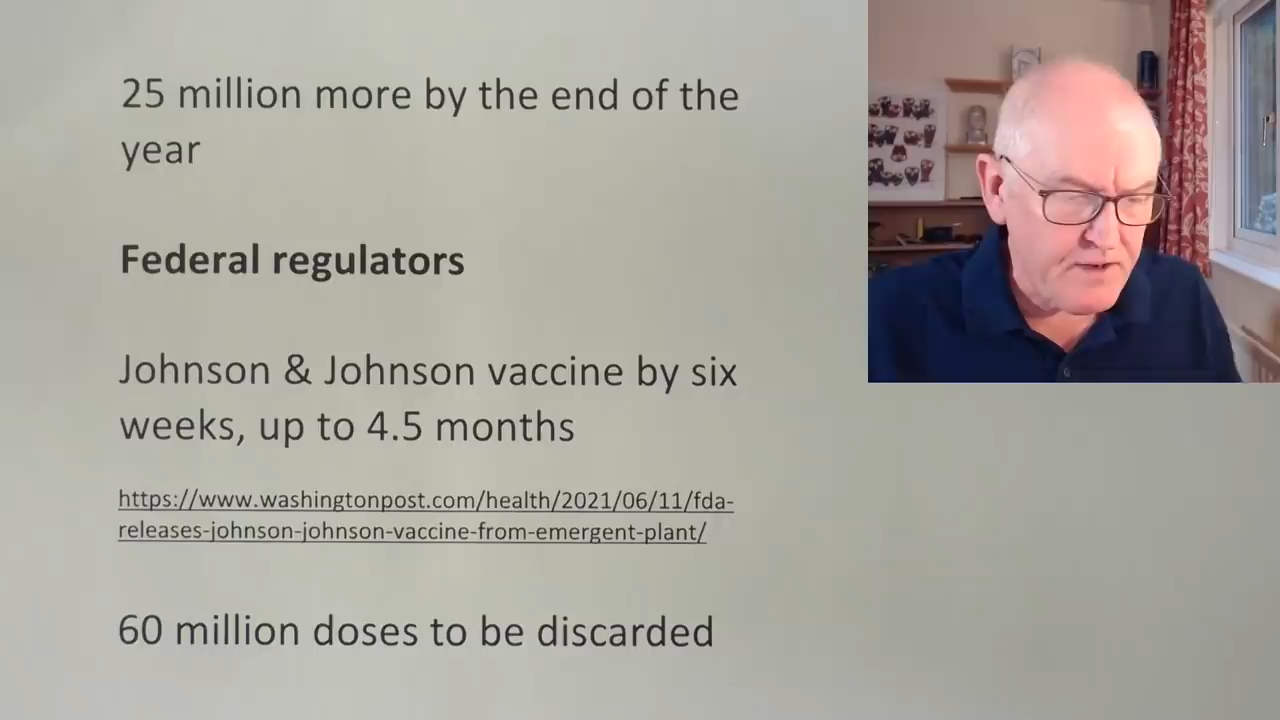 25 million more by the end of the
year
Federal regulators
Johnson & Johnson vaccine by six
weeks, up to 4.5 months
https://www.washingtonpost.com/health/2021/06/11/fda-
releases-johnson-johnson-vaccine-from-emergent-plant/
60 million doses to be discarded